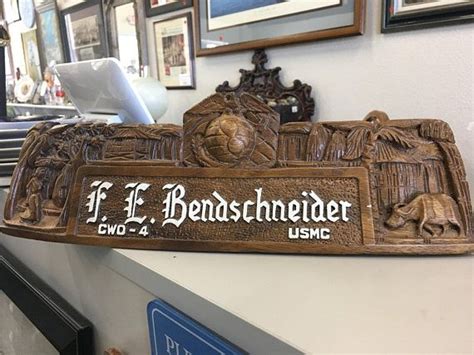 F. E. Bendschneider
CWO-4 USMC